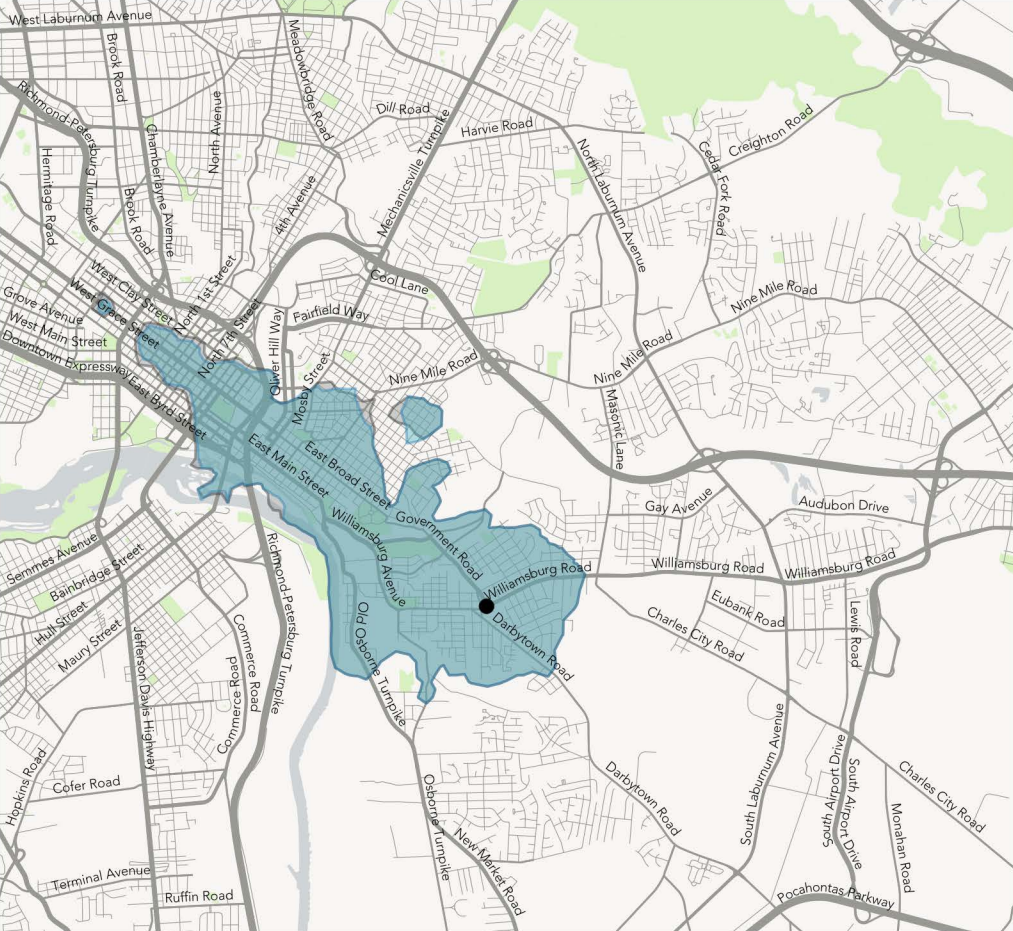 West Laburnum Avenue
Brook Road
Meadowbridge Road
Richmond-Petersburg Turnpike
Dill Road
Harvie Road
Mechanicsville Turnpike
Creighton Road
Cedar Fork Road
North Avenue
Chamberlayne Avenue
Hermitage Road
Brook Road
North Laburnum Avenue
4th Avenue
West Clay Street
North 1st Street
Cool Lane
West Grace Street
Grove Avenue
West Main Street
Downtown Expressway
North 7th Street
Oliver Hill Way
Fairfield Way
Nine Mile Road
Nine Mile Road
Nine Mile Road
Mosby Street
East Byrd Street
Masonic Lane
East Main Street
East Broad Street
Gay Avenue
Audubon Drive
Williamsburg Avenue
Government Road
Williamsburg Road
Williamsburg Road
Williamsburg Road
Semmes Avenue
Bainbridge Street
Hull Street
Maury Street
Richmond-Petersburg Turnpike
Old Osborne Turnpike
Darbytown Road
Charles City Road
Eubank Road
Lewis Road
Jefferson Davis Highway
Commerce Road
Commerce Road
Osborne Turnpike
New Market Road
Darbytown Road
South Laburnum Avenue
South Airport Drive
South Airport Drive
Charles City Road
Monahan Road
Hopkins Road
Cofer Road
Terminal Avenue
Ruffin Road
Pocahontas Parkway